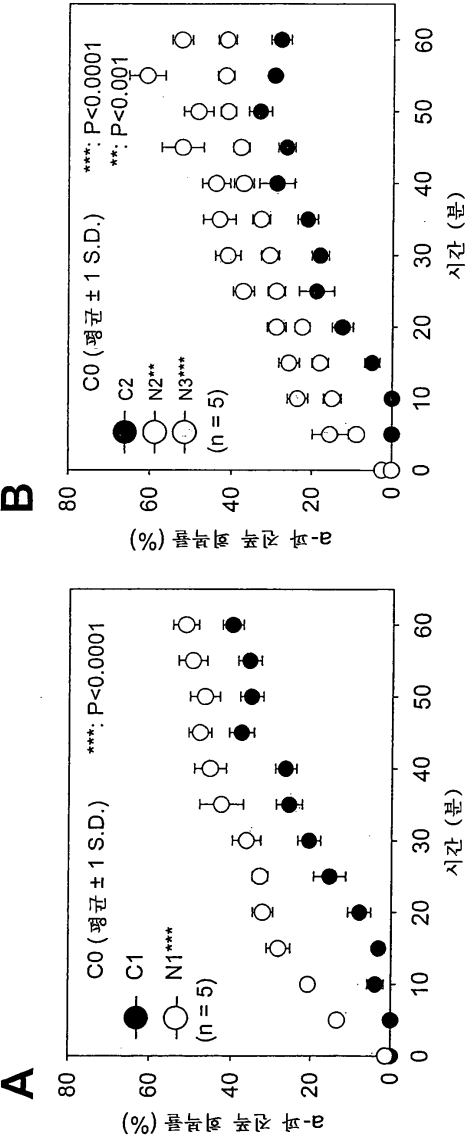 A
C0 (평균 ± 1 S.D.)
C1
N1***
(n = 5)
***: P<0.0001
a-파 진폭 회복률 (%)
80
60
40
20
0
0 10 20 30 40 50 60
시간 (분)
B
C0 (평균 ± 1 S.D.)
C2
N2**
N3***
(n = 5)
***: P<0.0001
**: P<0.001
a-파 진폭 회복률 (%)
80
60
40
20
0
0 10 20 30 40 50 60
시간 (분)